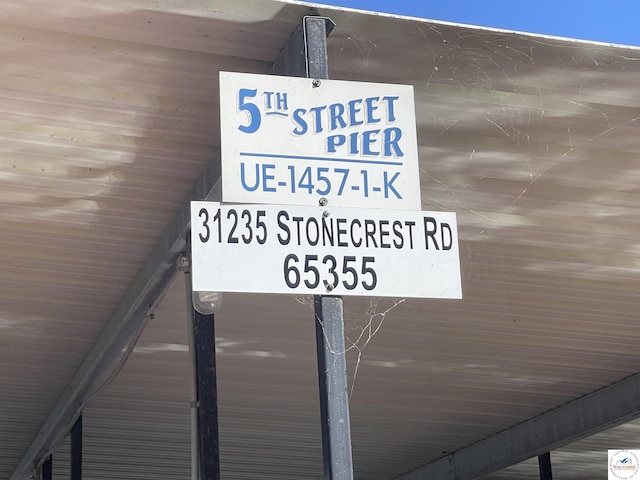 5TH STREET
PIER
UE-1457-1-K
31235 STONECREST RD
65355